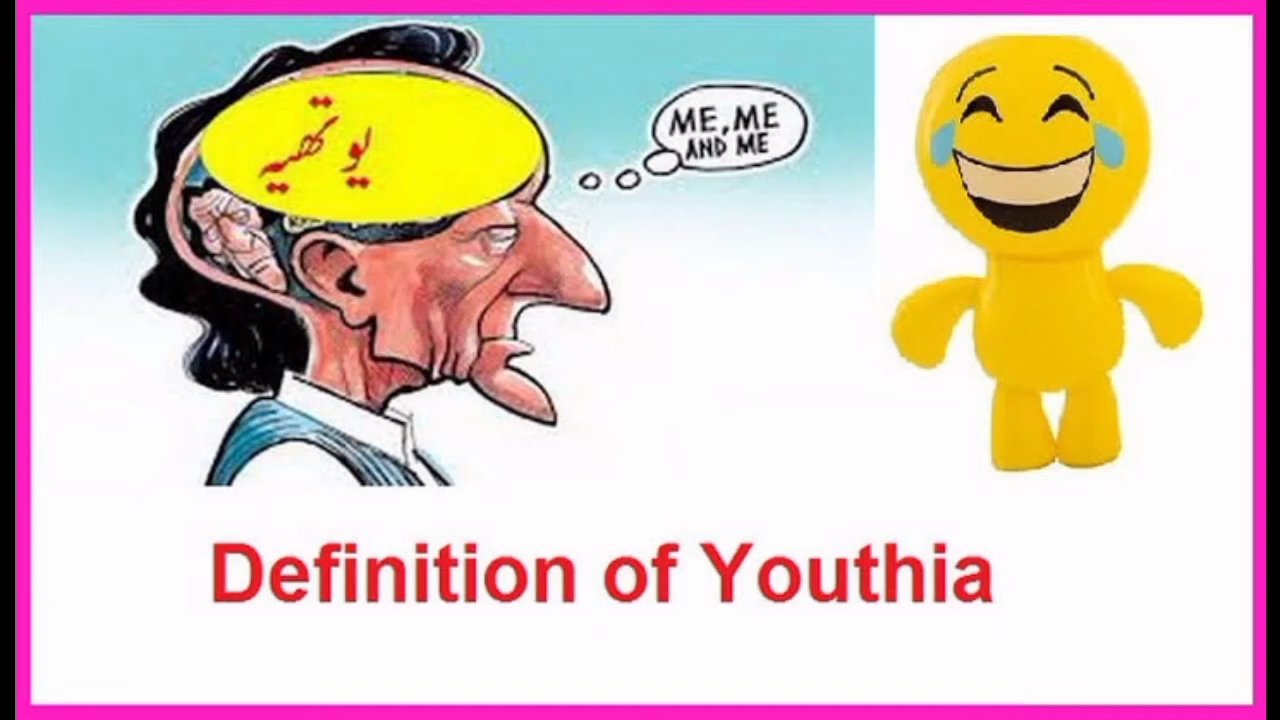 یوتھیہ
ME, ME
AND ME
Definition of Youthia